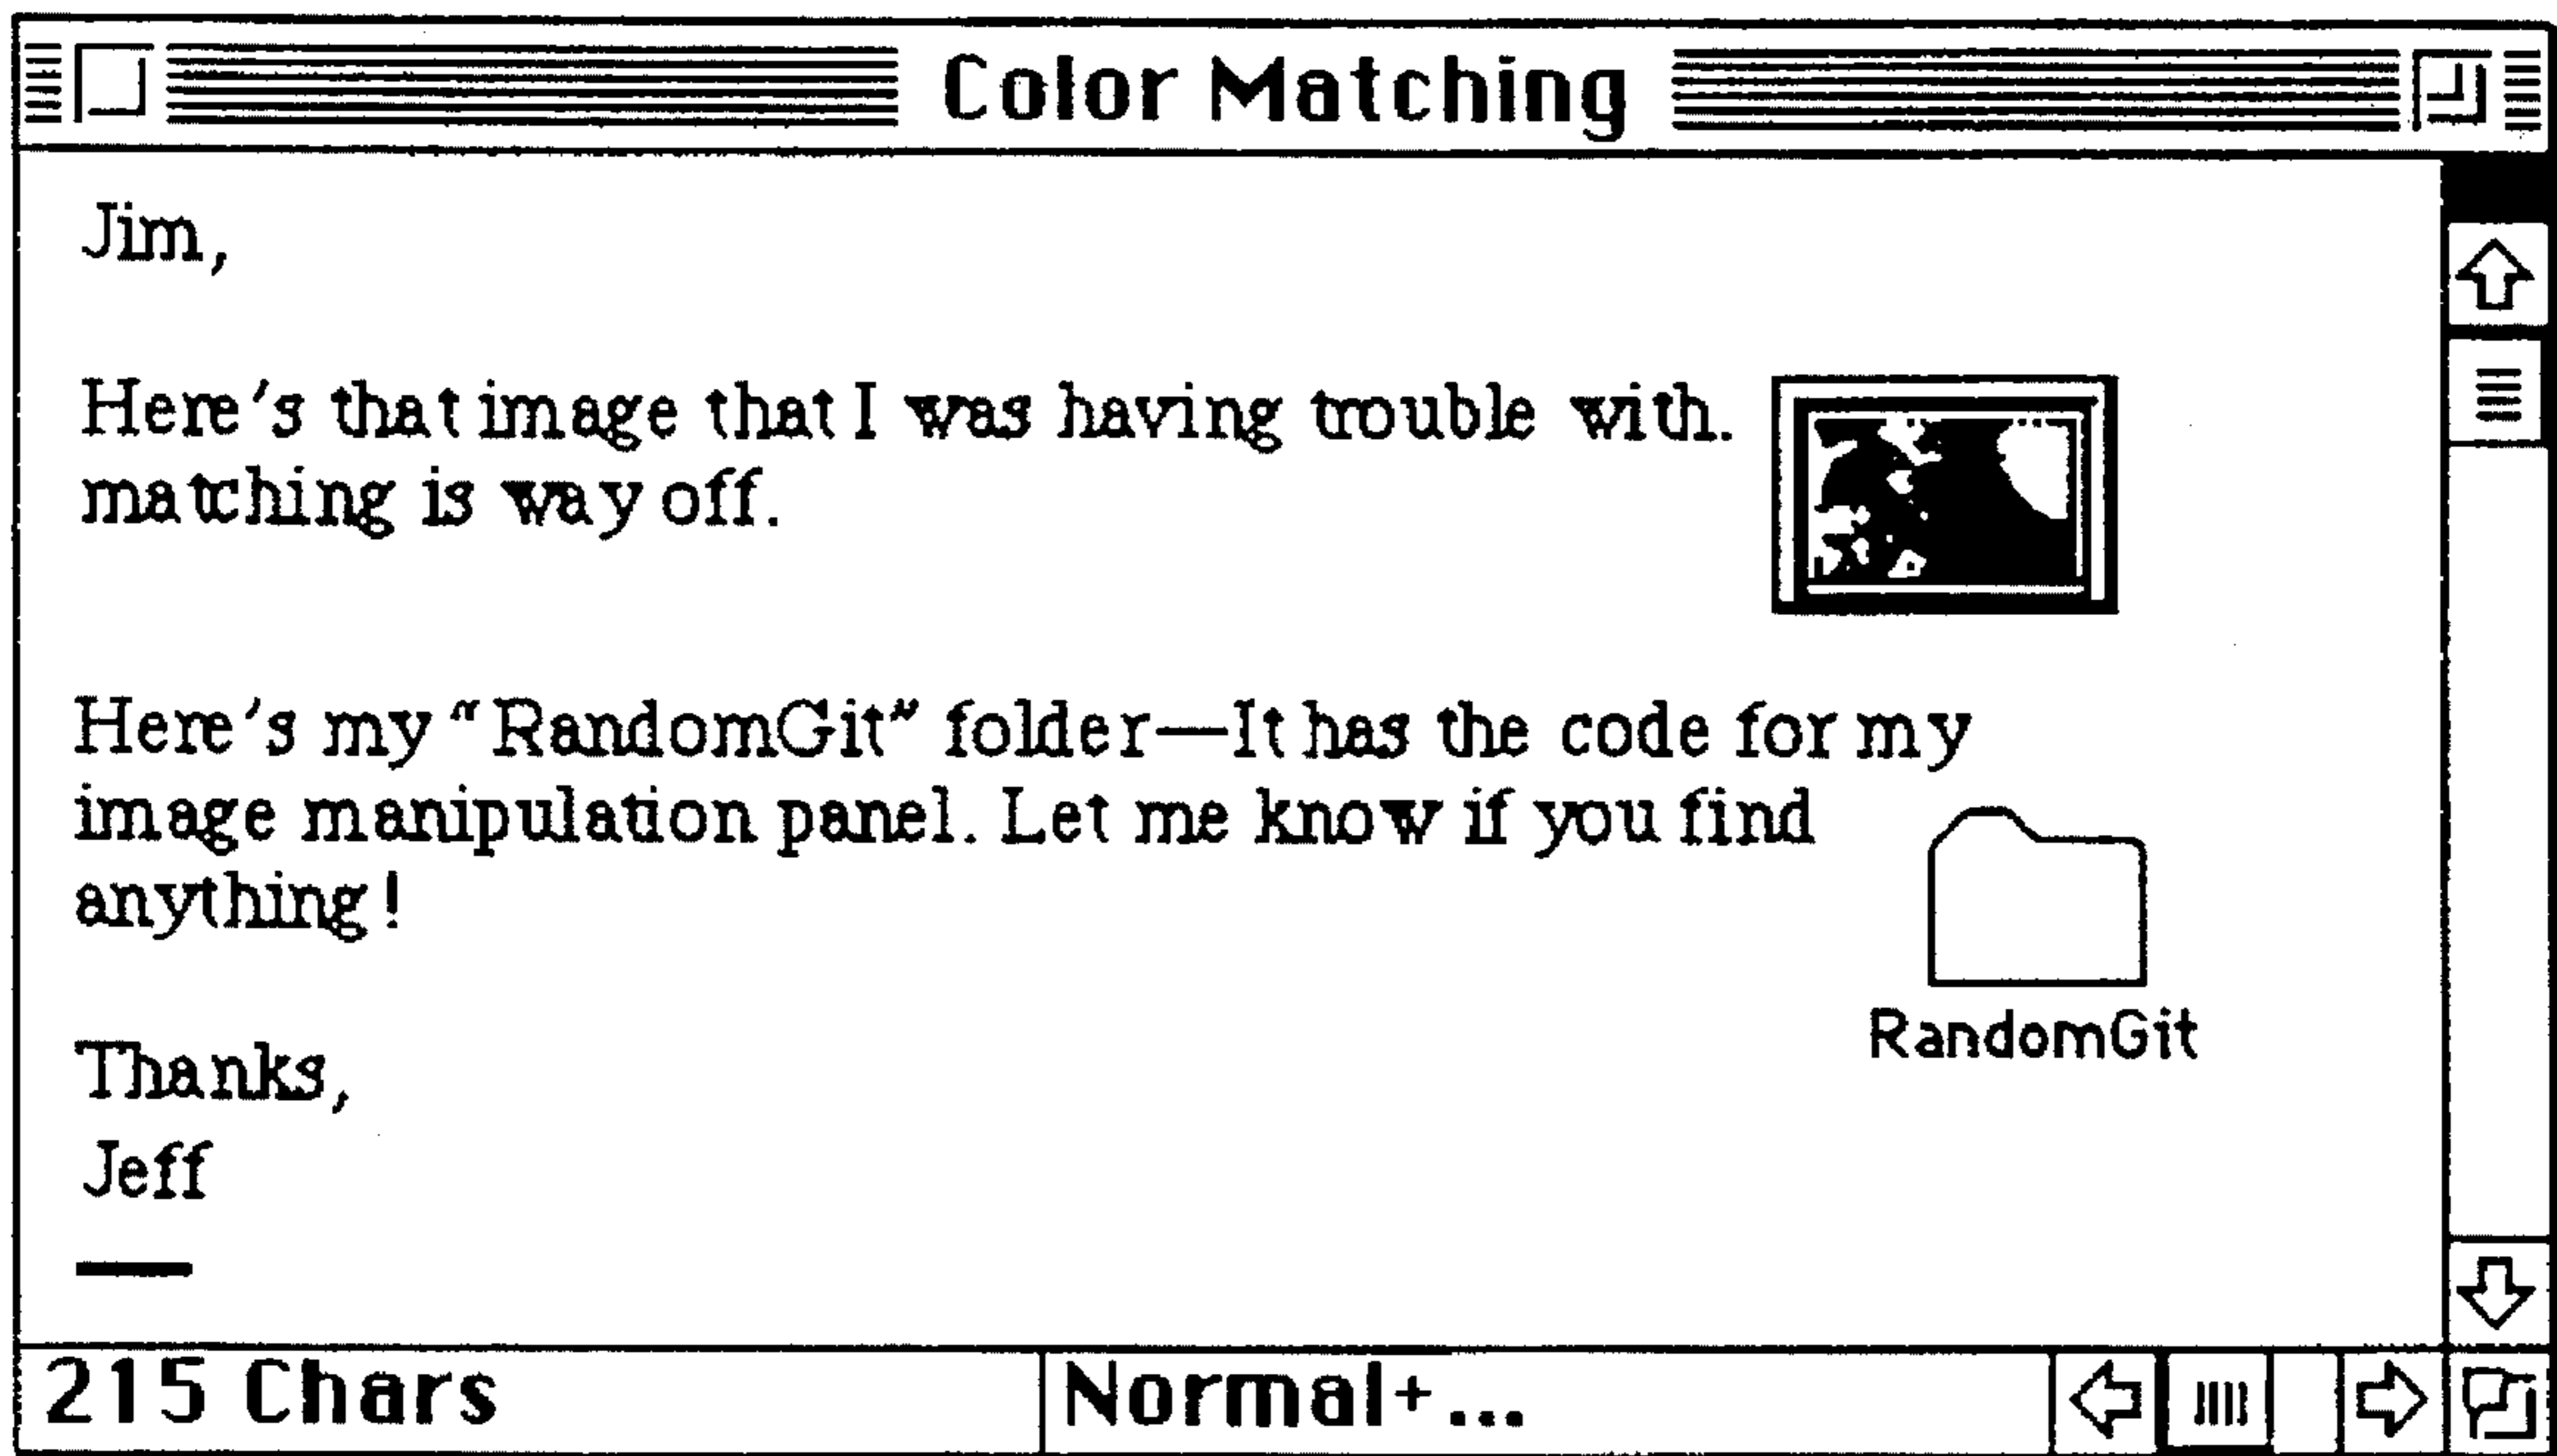 Color Matching
Jim,
Here's that image that I was having trouble with.
matching is way off.
Here's my "RandomGit" folder—It has the code for my
image manipulation panel. Let me know if you find
anything!
RandomGit
Thanks,
Jeff
215 Chars
Normal+...